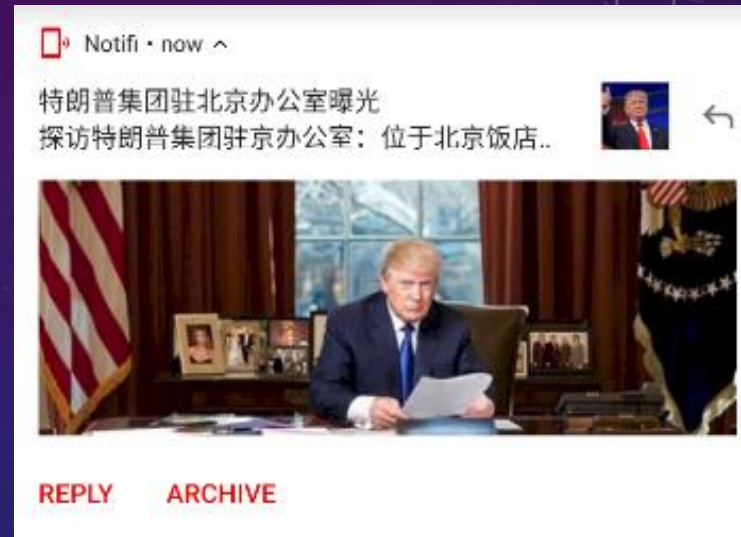 Notifi • now ^
特朗普集团驻北京办公室曝光
探访特朗普集团驻京办公室：位于北京饭店..
REPLY ARCHIVE